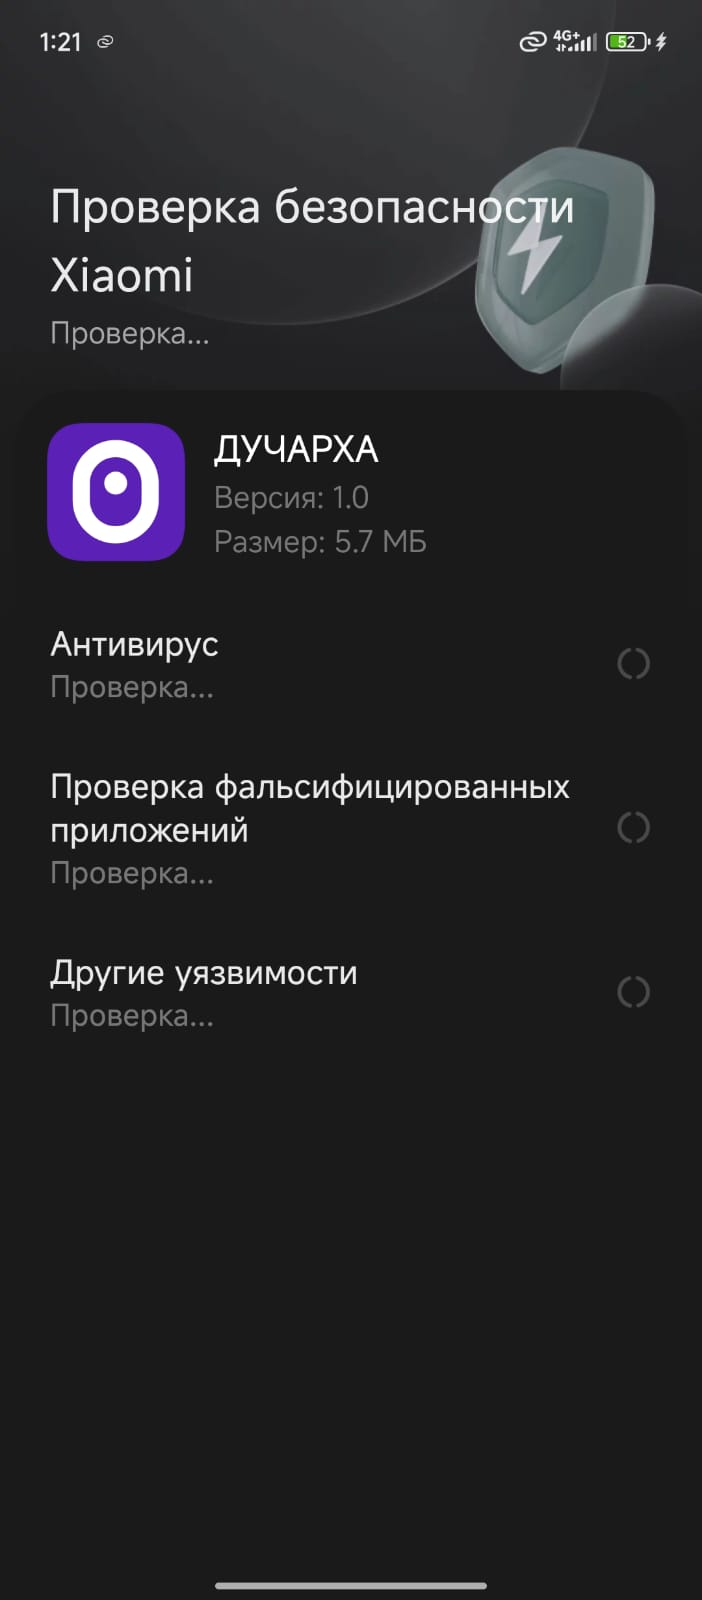 1:21
4G+
52
Проверка безопасности
Xiaomi
Проверка...
ДУЧАРХА
Версия: 1.0
Размер: 5.7 МБ
Антивирус
Проверка...
Проверка фальсифицированных
приложений
Проверка...
Другие уязвимости
Проверка...